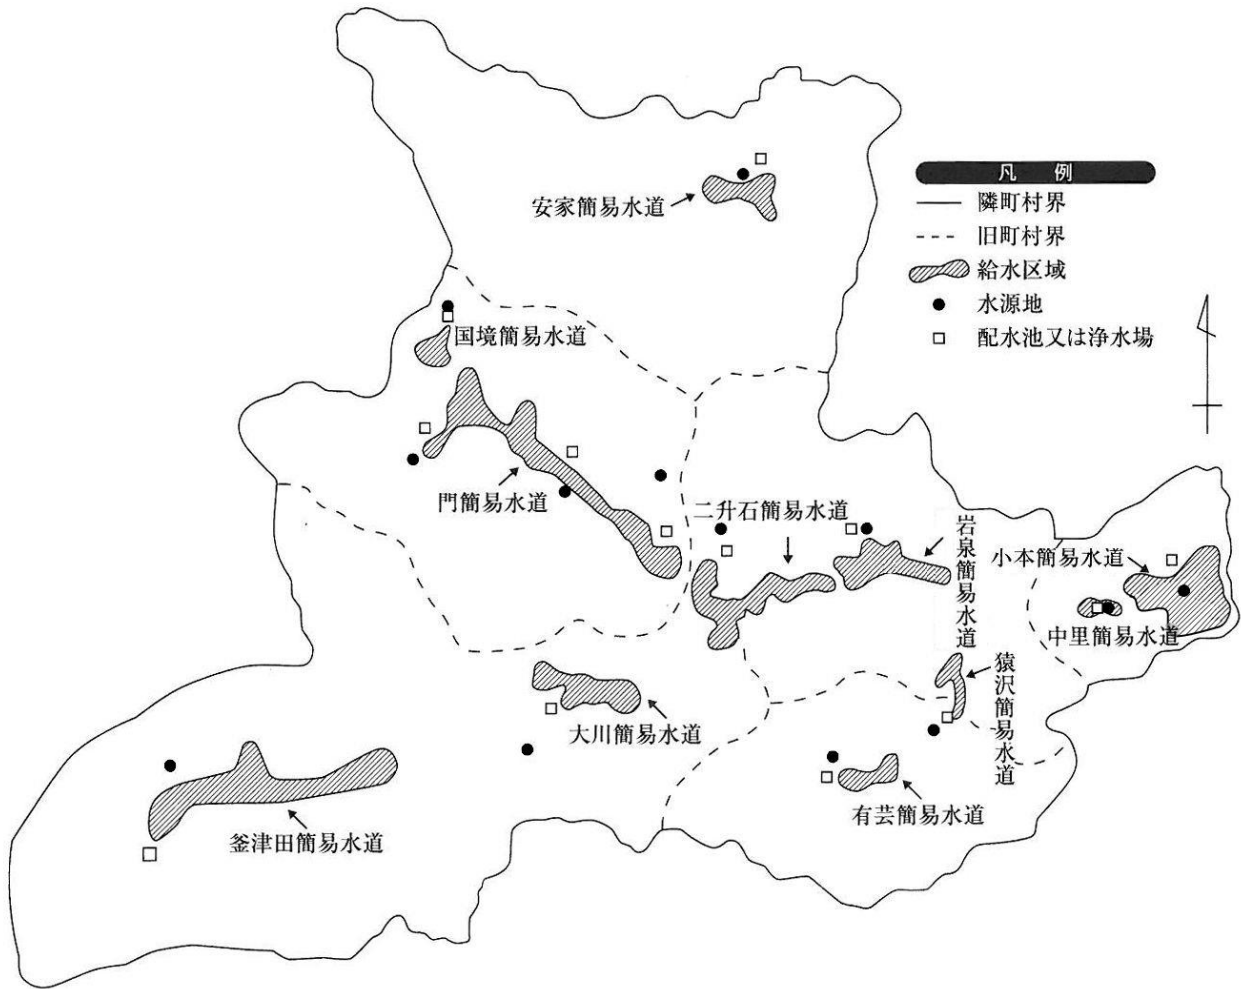 凡 例
隣町村界
旧町村界
給水区域
水源地
配水池又は浄水場
安家簡易水道
国境簡易水道
門簡易水道
二升石簡易水道
岩泉簡易水道
小本簡易水道
中里簡易水道
猿沢簡易水道
大川簡易水道
有芸簡易水道
釜津田簡易水道